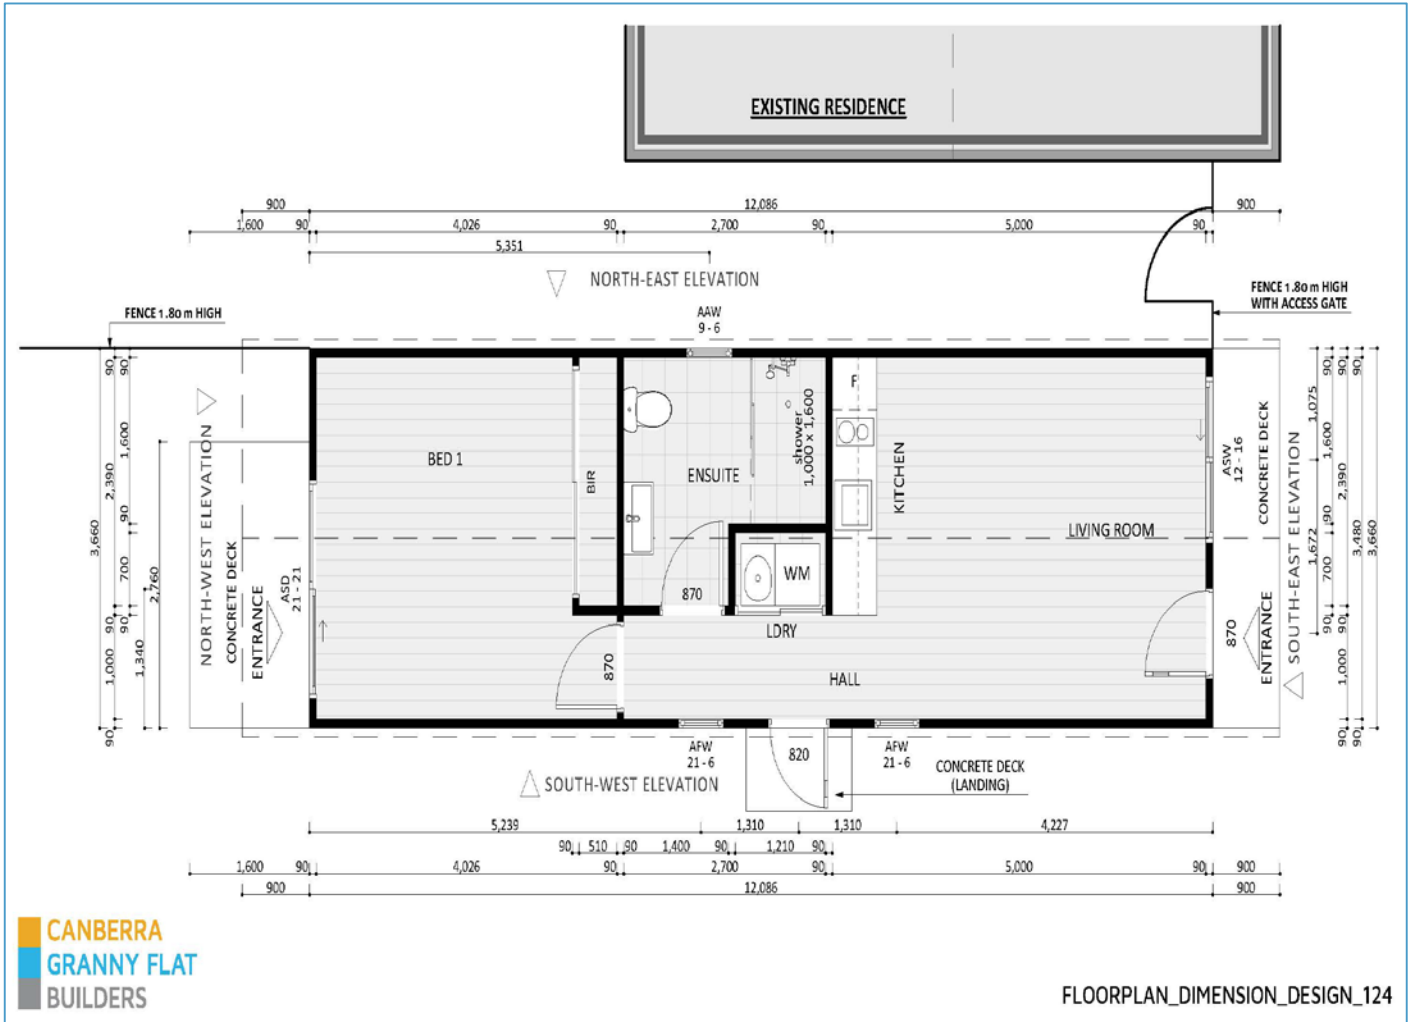 EXISTING RESIDENCE
900 12,086 900
1,600 90 4,026 90 2,700 90 5,000 90
5,351
NORTH-EAST ELEVATION
FENCE 1.80 m HIGH
AAW
9 - 6
FENCE 1.80 m HIGH
WITH ACCESS GATE
3,660
90 2,390 90 1,000 90
90 1,600 90 700 90
1,340
2,760
NORTH-WEST ELEVATION
CONCRETE DECK
ENTRANCE
ASD
21 - 21
BED 1
BIR
ENSUITE
shower
1,000 x 1,600
F
KITCHEN
LIVING ROOM
WM
870
LDRY
HALL
870
870
ASW
12 - 16
CONCRETE DECK
ENTRANCE
SOUTH-EAST ELEVATION
1,075
1,672
90 1,600 90 700 90
90 2,390 90 1,000 90
90 3,480 90
3,660
AFW
21 - 6
820
AFW
21 - 6
SOUTH-WEST ELEVATION
CONCRETE DECK
(LANDING)
5,239 1,310 1,310 4,227
90 510 90 1,400 90 1,210 90
1,600 90 4,026 90 2,700 90 5,000 90 900
900 12,086 900
CANBERRA
GRANNY FLAT
BUILDERS
FLOORPLAN_DIMENSION_DESIGN_124